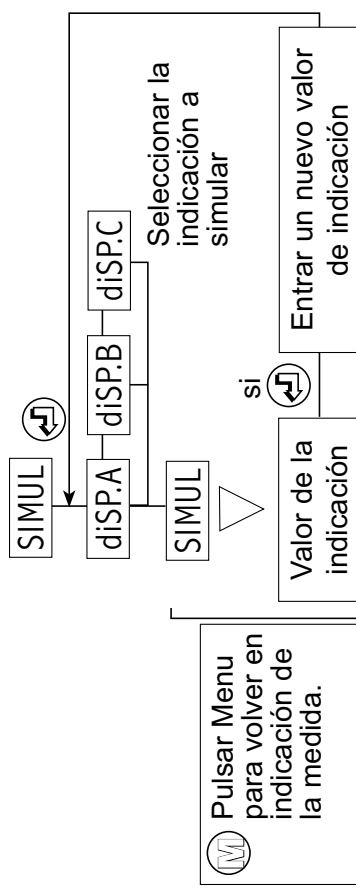 SIMUL
diSP.A
diSP.B
diSP.C
Seleccionar la
indicación a
simular
SIMUL
Valor de la
indicación
si
Entrar un nuevo valor
de indicación
M Pulsar Menu
para volver en
indicación de
la medida.